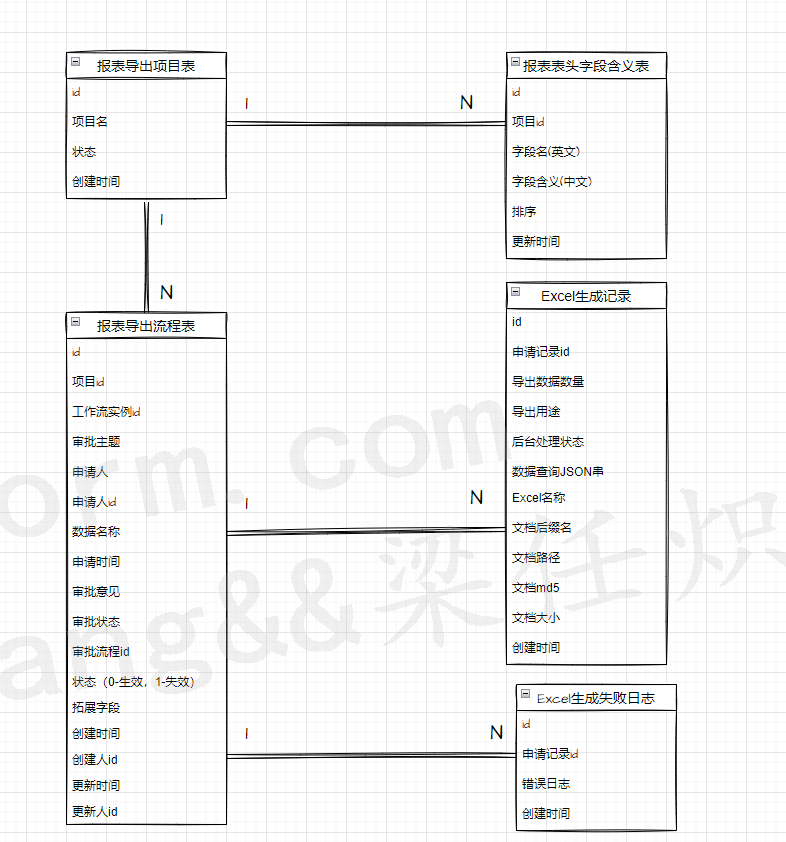 报表导出项目表
id
项目名
状态
创建时间
1
N
报表表头字段含义表
id
项目id
字段名(英文)
字段含义(中文)
排序
更新时间
1
N
报表导出流程表
id
项目id
工作流实例id
审批主题
申请人
申请人id
数据名称
申请时间
审批意见
审批状态
审批流程id
状态（0-生效，1-失效）
拓展字段
创建时间
创建人id
更新时间
更新人id
1
N
Excel生成记录
id
申请记录id
导出数据数量
导出用途
后台处理状态
数据查询JSON串
Excel名称
文档后缀名
文档路径
文档md5
文档大小
创建时间
1
N
Excel生成失败日志
id
申请记录id
错误日志
创建时间
orm.com
ang&&梁任炽